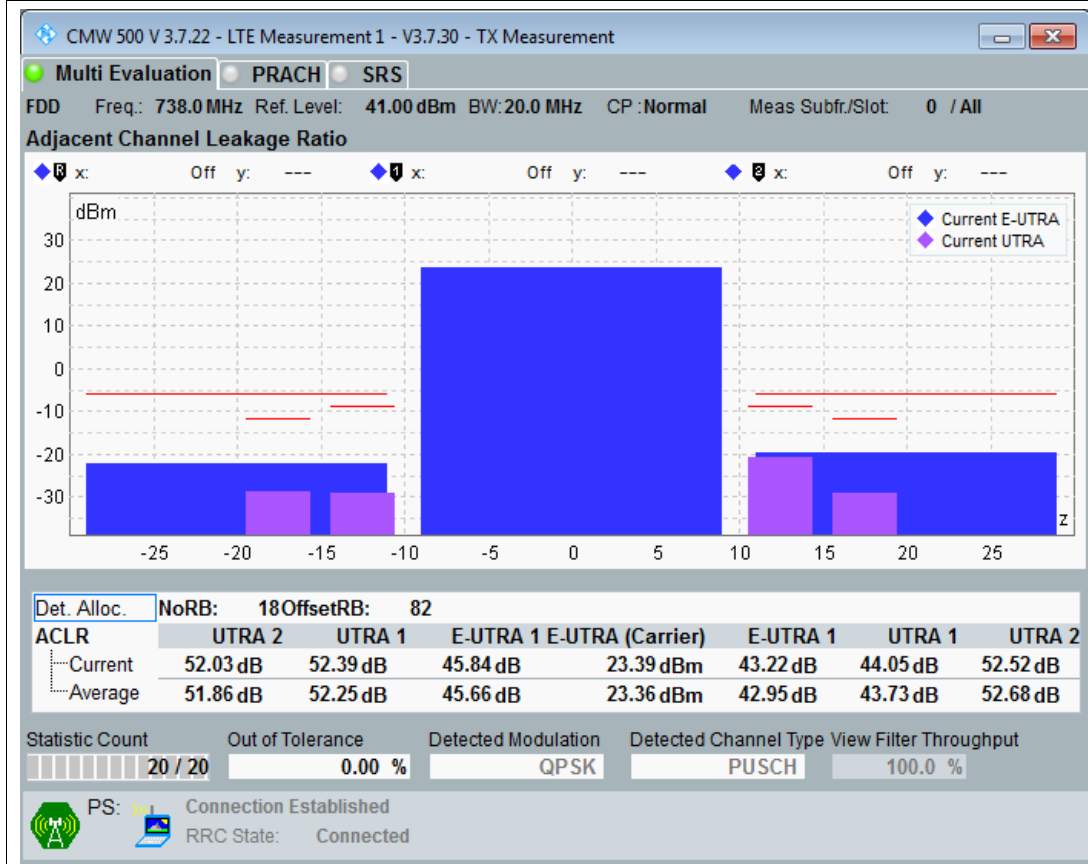 CMW 500 V 3.7.22 - LTE Measurement 1 - V3.7.30 - TX Measurement
Multi Evaluation PRACH SRS
FDD Freq.: 738.0 MHz Ref. Level: 41.00 dBm BW: 20.0 MHz CP : Normal Meas Subfr./Slot: 0 / All
Adjacent Channel Leakage Ratio
R x: Off y: --- 1 x: Off y: --- 2 x: Off y: ---
dBm
Current E-UTRA
Current UTRA
30
20
10
0
-10
-20
-30
z
-25 -20 -15 -10 -5 0 5 10 15 20 25
Det. Alloc. NoRB: 18 OffsetRB: 82
ACLR UTRA 2 UTRA 1 E-UTRA 1 E-UTRA (Carrier) E-UTRA 1 UTRA 1 UTRA 2
Current 52.03 dB 52.39 dB 45.84 dB 23.39 dBm 43.22 dB 44.05 dB 52.52 dB
Average 51.86 dB 52.25 dB 45.66 dB 23.36 dBm 42.95 dB 43.73 dB 52.68 dB
Statistic Count Out of Tolerance Detected Modulation Detected Channel Type View Filter Throughput
20 / 20 0.00 % QPSK PUSCH 100.0 %
PS: Connection Established
RRC State: Connected